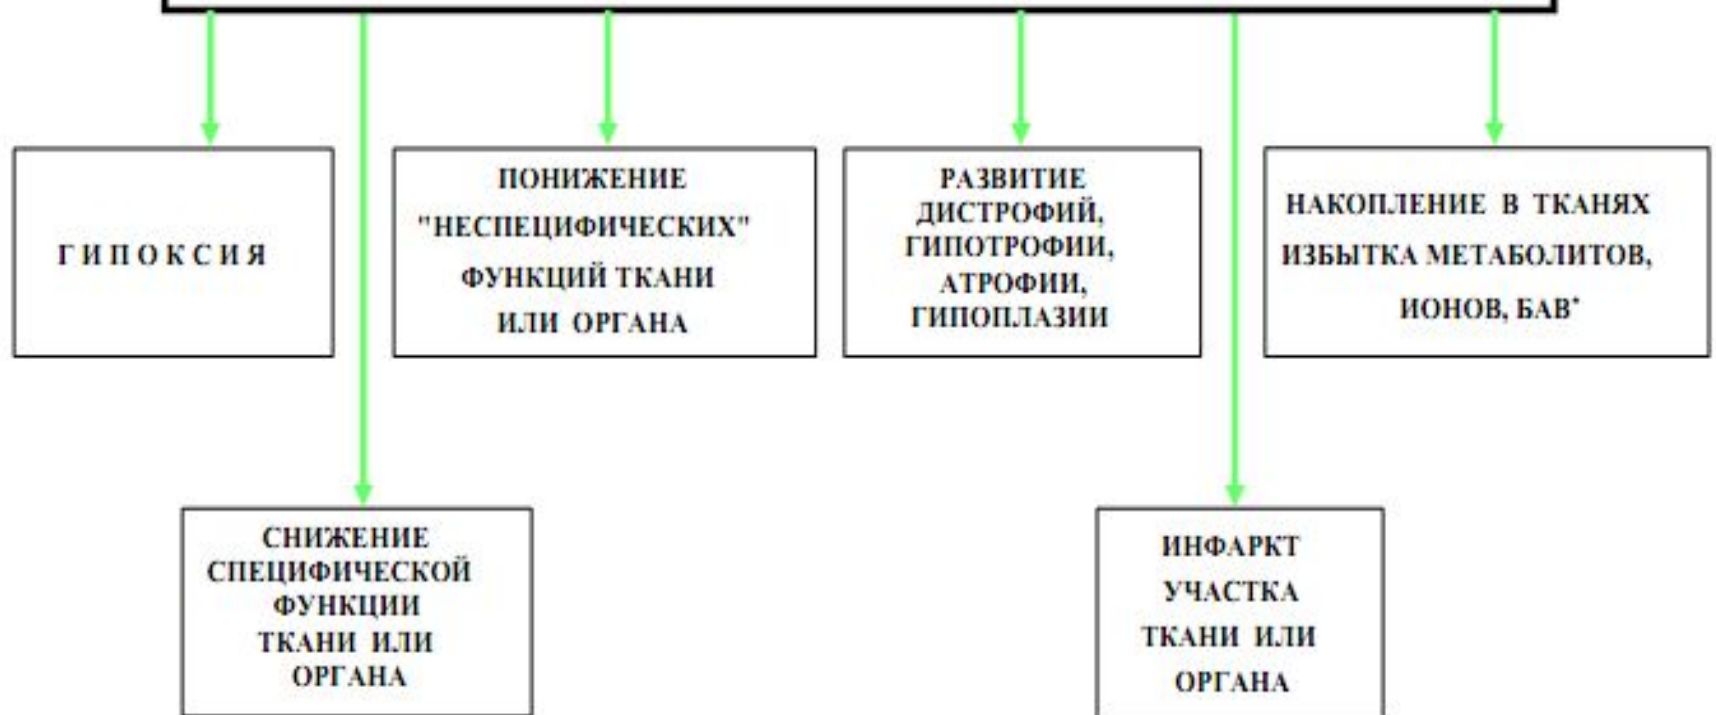 ГИПОКСИЯ
ПОНИЖЕНИЕ
"НЕСПЕЦИФИЧЕСКИХ"
ФУНКЦИЙ ТКАНИ
ИЛИ ОРГАНА
РАЗВИТИЕ
ДИСТРОФИЙ,
ГИПОТРОФИИ,
АТРОФИИ,
ГИПОПЛАЗИИ
НАКОПЛЕНИЕ В ТКАНЯХ
ИЗБЫТКА МЕТАБОЛИТОВ,
ИОНОВ, БАВ*
СНИЖЕНИЕ
СПЕЦИФИЧЕСКОЙ
ФУНКЦИИ
ТКАНИ ИЛИ
ОРГАНА
ИНФАРКТ
УЧАСТКА
ТКАНИ ИЛИ
ОРГАНА